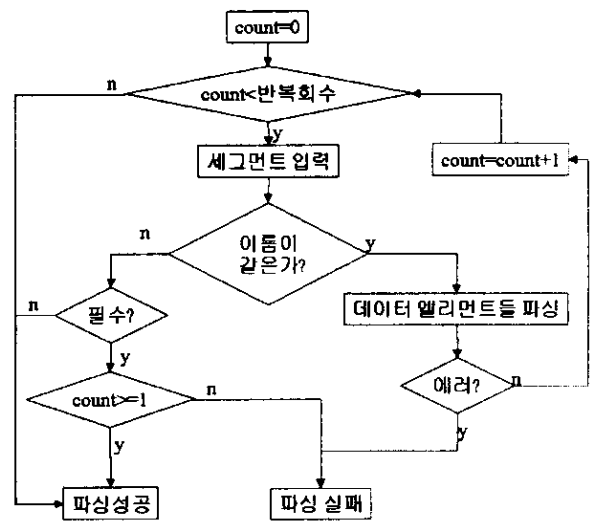 count=0
n
count<반복회수
y
세그먼트 입력
count=count+1
n
이름이
같은가?
y
n
필수?
데이터 엘리먼트들 파싱
y
count>=1
n
에러?
n
y
y
파싱성공
파싱 실패